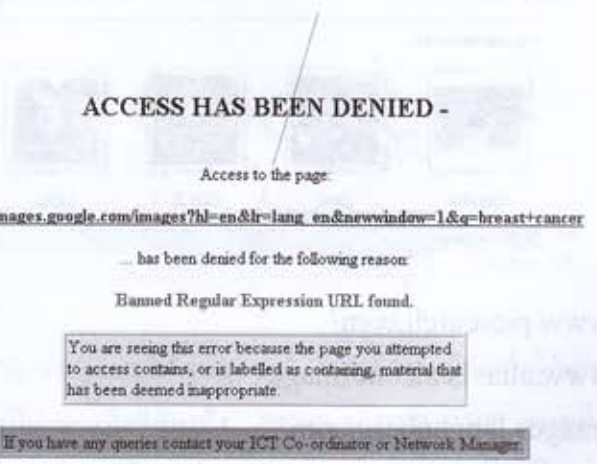 ACCESS HAS BEEN DENIED -
Access to the page:
mages.google.com/images?hl=en&lr=lang_en&newwindow=1&q=breast+cancer
... has been denied for the following reason:
Banned Regular Expression URL found.
You are seeing this error because the page you attempted
to access contains, or is labelled as containing, material that
has been deemed inappropriate.
If you have any queries contact your ICT Co-ordinator or Network Manager.